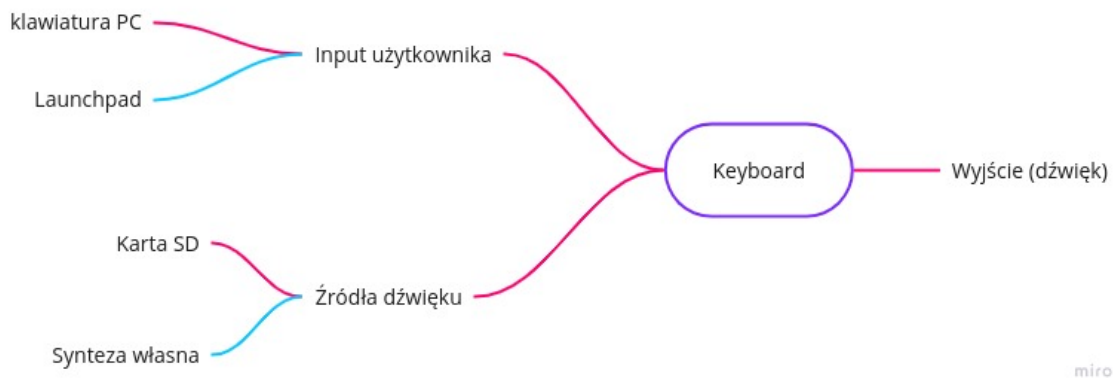 klawiatura PC
Input użytkownika
Launchpad
Keyboard
Wyjście (dźwięk)
Karta SD
Źródła dźwięku
Synteza własna
miro